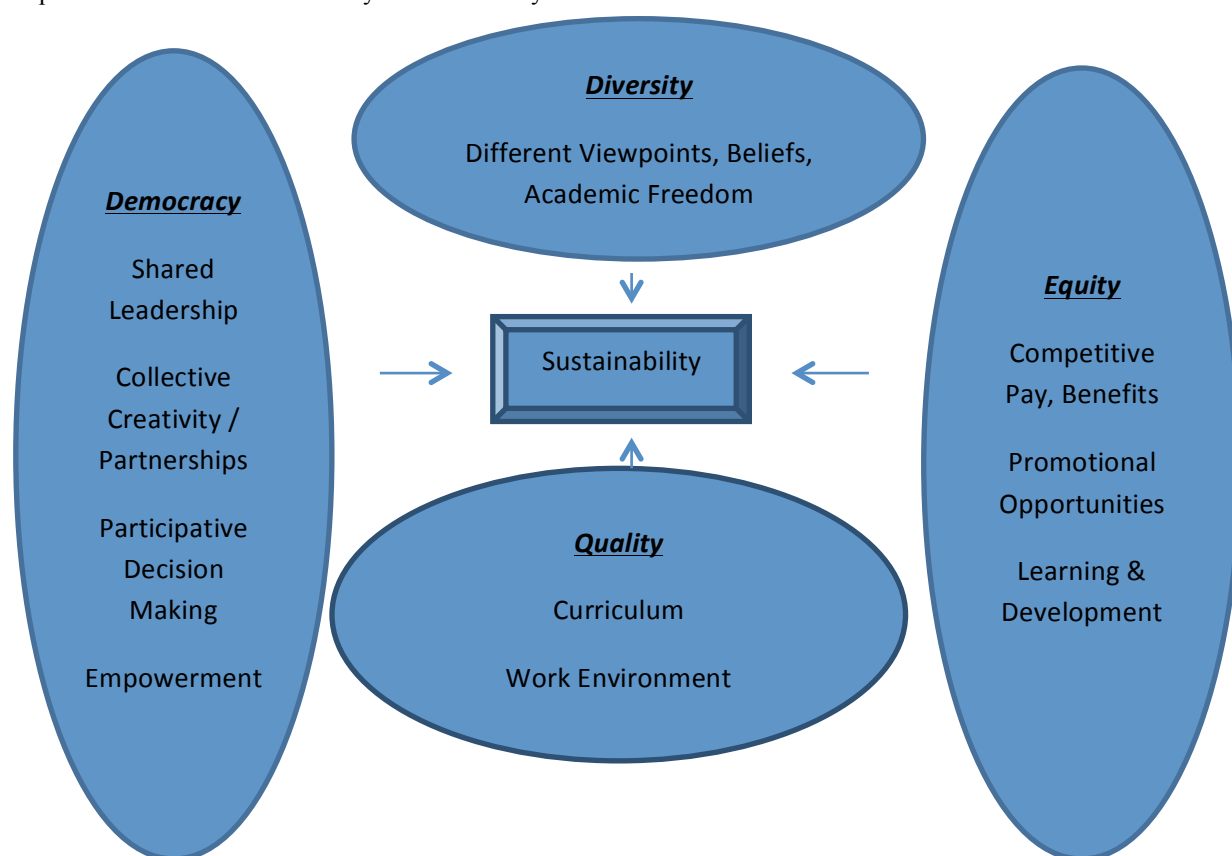 Diversity
Different Viewpoints, Beliefs,
Academic Freedom
Democracy
Shared
Leadership
Collective
Creativity /
Partnerships
Participative
Decision
Making
Empowerment
Sustainability
Equity
Competitive
Pay, Benefits
Promotional
Opportunities
Learning &
Development
Quality
Curriculum
Work Environment